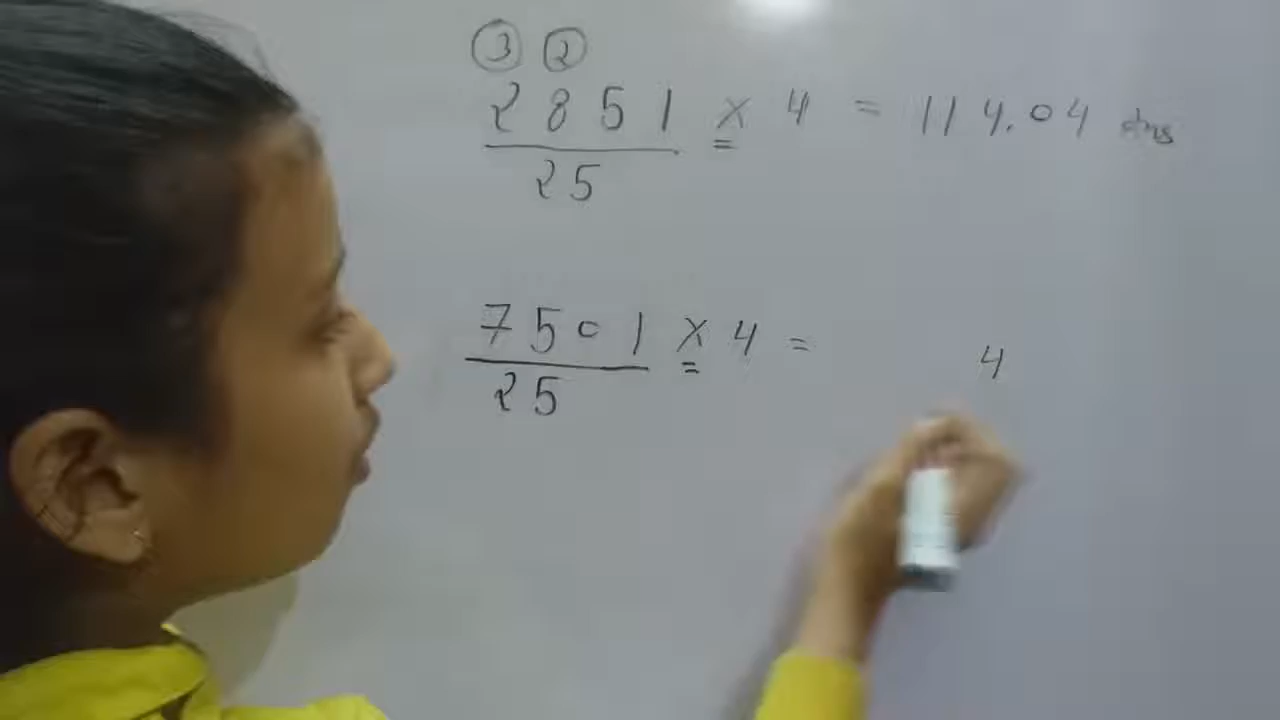 ③ ②
2851 × 4 = 114.04 Ans
25
7501 × 4 = 4
25